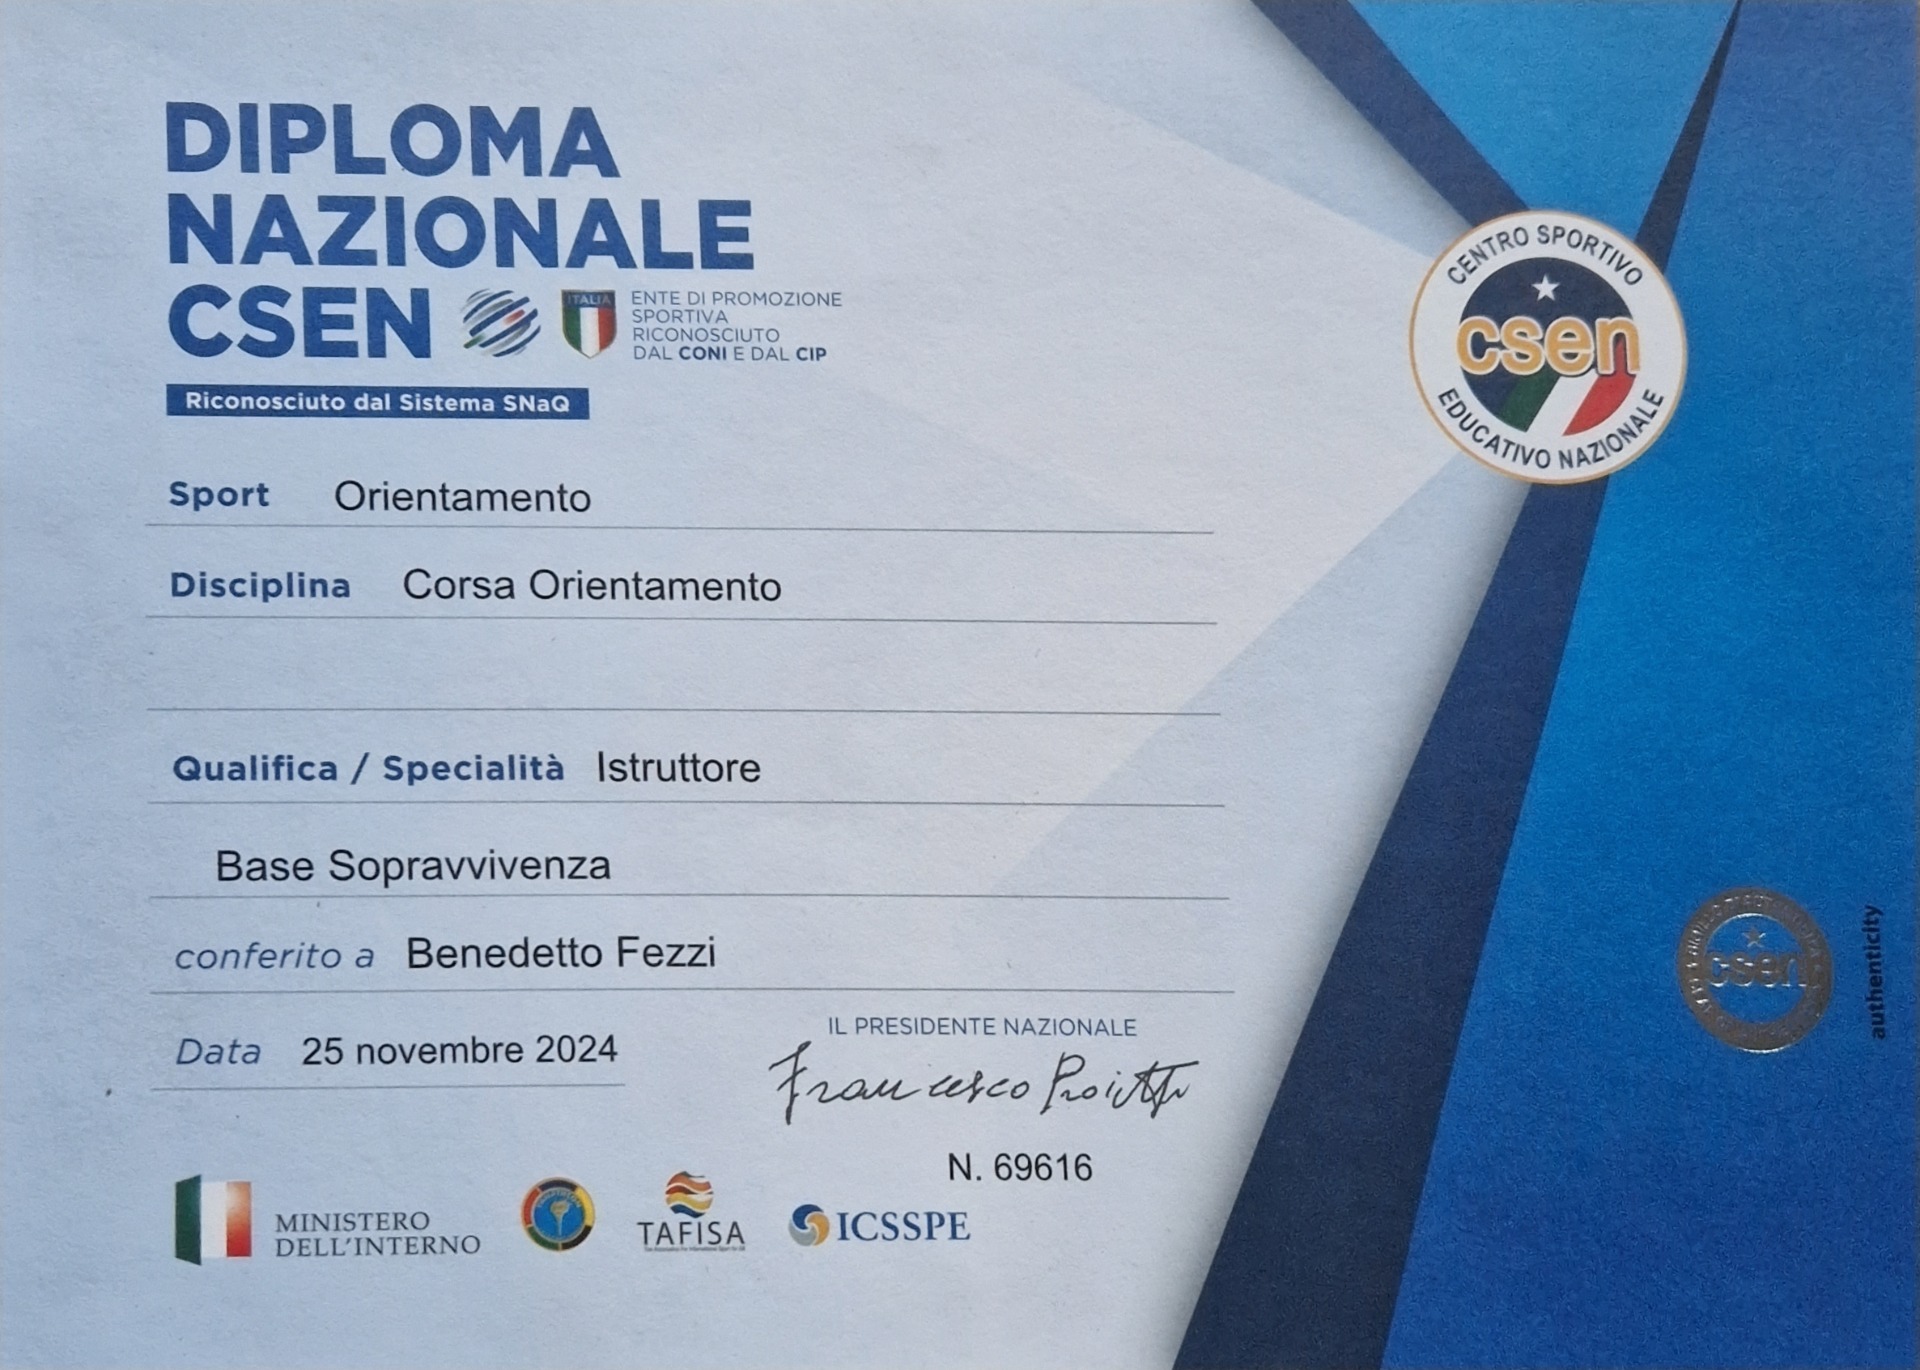 DIPLOMA
NAZIONALE
CSEN
ITALIA
ENTE DI PROMOZIONE
SPORTIVA
RICONOSCIUTO
DAL CONI E DAL CIP
Riconosciuto dal Sistema SNaQ
CENTRO SPORTIVO
csen
EDUCATIVO NAZIONALE
Sport Orientamento
Disciplina Corsa Orientamento
Qualifica / Specialità Istruttore
Base Sopravvivenza
conferito a Benedetto Fezzi
Data 25 novembre 2024
IL PRESIDENTE NAZIONALE
Francesco Proietti
N. 69616
csen
authenticity
MINISTERO
DELL'INTERNO
TAFISA
ICSSPE